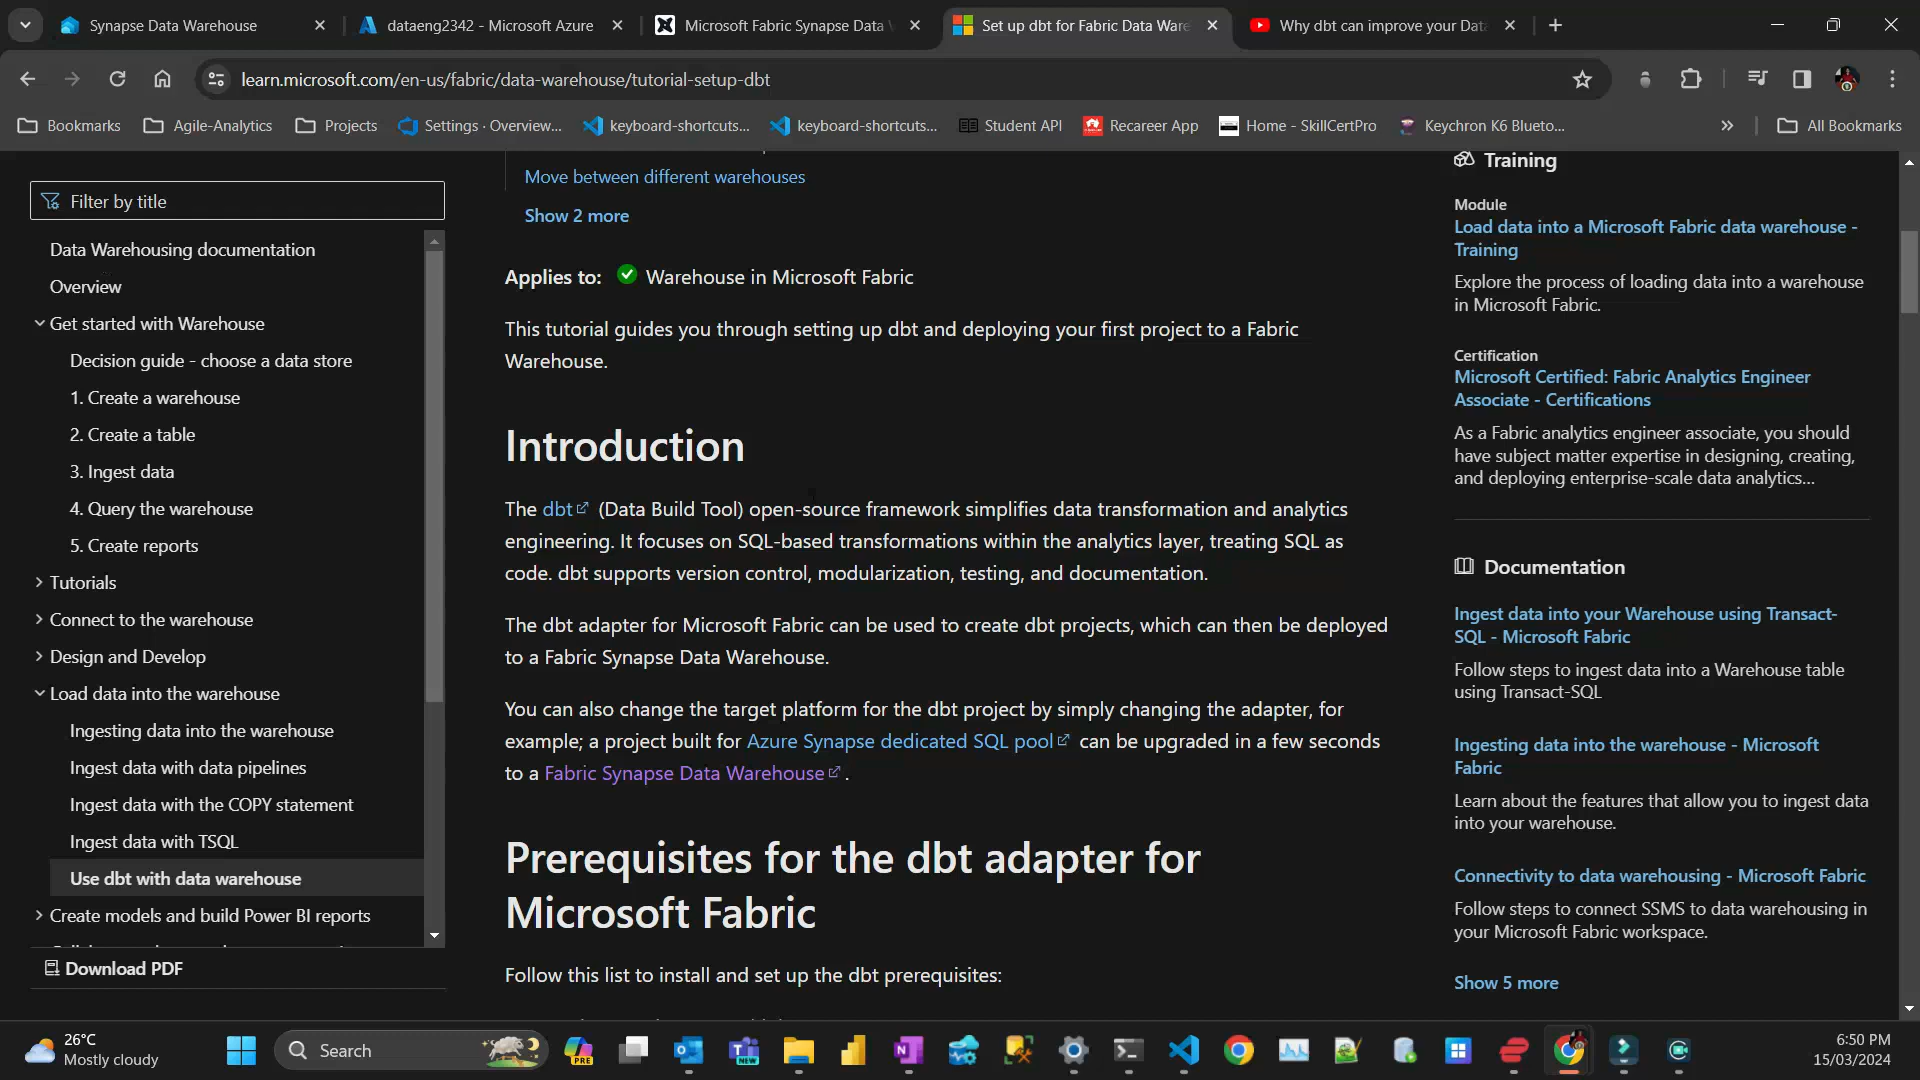 Synapse Data Warehouse
dataeng2342 - Microsoft Azure
Microsoft Fabric Synapse Data
Set up dbt for Fabric Data Ware
Why dbt can improve your Data
learn.microsoft.com/en-us/fabric/data-warehouse/tutorial-setup-dbt
Bookmarks
Agile-Analytics
Projects
Settings · Overview...
keyboard-shortcuts...
keyboard-shortcuts...
Student API
Recareer App
Home - SkillCertPro
Keychron K6 Blueto...
All Bookmarks
Filter by title
Data Warehousing documentation
Overview
Get started with Warehouse
Decision guide - choose a data store
1. Create a warehouse
2. Create a table
3. Ingest data
4. Query the warehouse
5. Create reports
Tutorials
Connect to the warehouse
Design and Develop
Load data into the warehouse
Ingesting data into the warehouse
Ingest data with data pipelines
Ingest data with the COPY statement
Ingest data with TSQL
Use dbt with data warehouse
Create models and build Power BI reports
Download PDF
Move between different warehouses
Show 2 more
Applies to: Warehouse in Microsoft Fabric
This tutorial guides you through setting up dbt and deploying your first project to a Fabric
Warehouse.
Introduction
The dbt (Data Build Tool) open-source framework simplifies data transformation and analytics
engineering. It focuses on SQL-based transformations within the analytics layer, treating SQL as
code. dbt supports version control, modularization, testing, and documentation.
The dbt adapter for Microsoft Fabric can be used to create dbt projects, which can then be deployed
to a Fabric Synapse Data Warehouse.
You can also change the target platform for the dbt project by simply changing the adapter, for
example; a project built for Azure Synapse dedicated SQL pool can be upgraded in a few seconds
to a Fabric Synapse Data Warehouse .
Prerequisites for the dbt adapter for
Microsoft Fabric
Follow this list to install and set up the dbt prerequisites:
Training
Module
Load data into a Microsoft Fabric data warehouse -
Training
Explore the process of loading data into a warehouse
in Microsoft Fabric.
Certification
Microsoft Certified: Fabric Analytics Engineer
Associate - Certifications
As a Fabric analytics engineer associate, you should
have subject matter expertise in designing, creating,
and deploying enterprise-scale data analytics...
Documentation
Ingest data into your Warehouse using Transact-
SQL - Microsoft Fabric
Follow steps to ingest data into a Warehouse table
using Transact-SQL
Ingesting data into the warehouse - Microsoft
Fabric
Learn about the features that allow you to ingest data
into your warehouse.
Connectivity to data warehousing - Microsoft Fabric
Follow steps to connect SSMS to data warehousing in
your Microsoft Fabric workspace.
Show 5 more
26°C
Mostly cloudy
Search
PRE
NEW
6:50 PM
15/03/2024